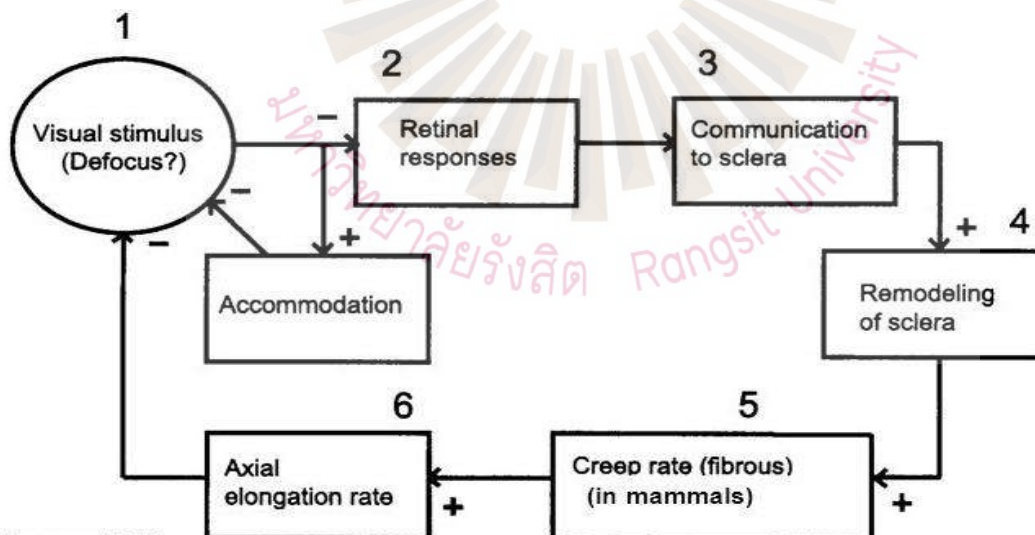 1
Visual stimulus
(Defocus?)
−
2
Retinal
responses
3
Communication
to sclera
−
+
Accommodation
−
+
4
Remodeling
of sclera
มหาวิทยาลัยรังสิต Rangsit University
6
Axial
elongation rate
+
5
Creep rate (fibrous)
(in mammals)
+